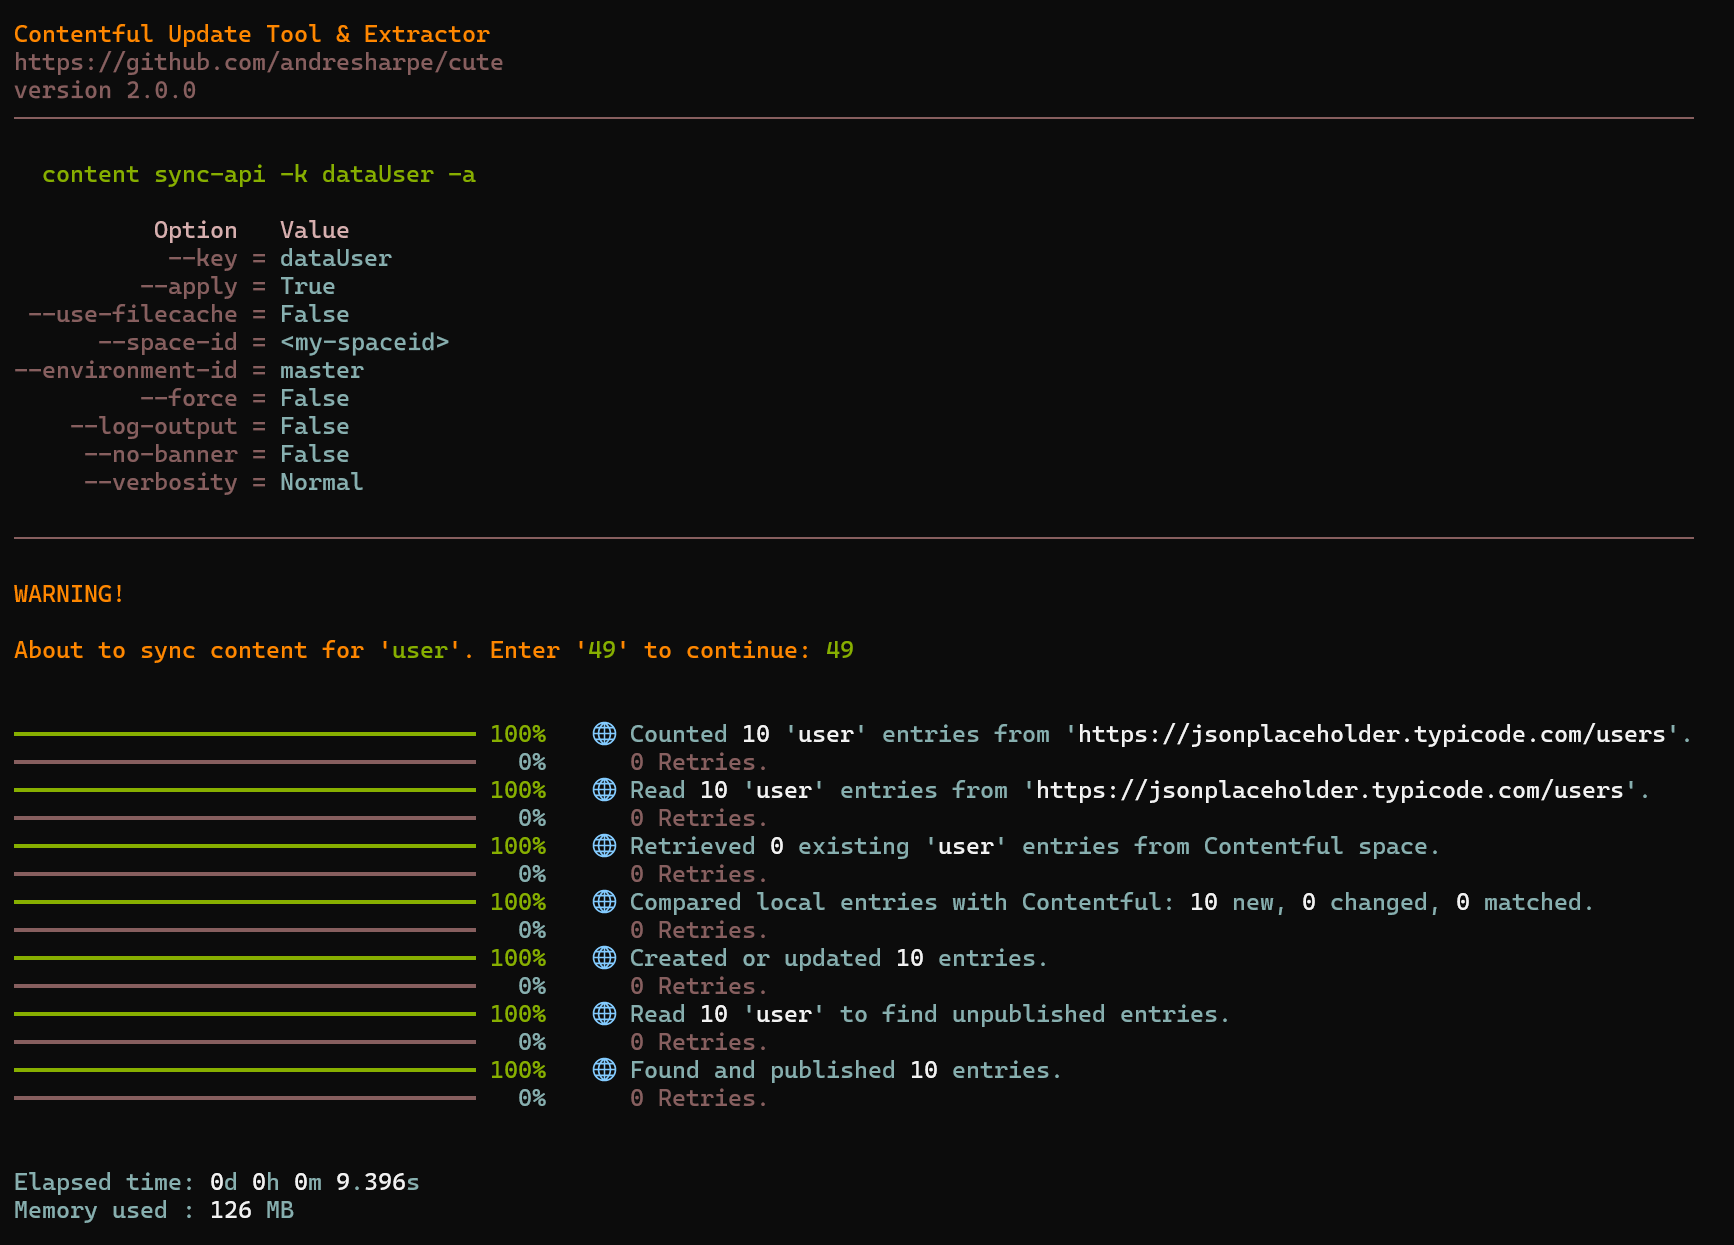 Contentful Update Tool & Extractor
https://github.com/andresharpe/cute
version 2.0.0
content sync-api -k dataUser -a
Option Value
--key = dataUser
--apply = True
--use-filecache = False
--space-id = <my-spaceid>
--environment-id = master
--force = False
--log-output = False
--no-banner = False
--verbosity = Normal
WARNING!
About to sync content for 'user'. Enter '49' to continue: 49
100% Counted 10 'user' entries from 'https://jsonplaceholder.typicode.com/users'.
0% 0 Retries.
100% Read 10 'user' entries from 'https://jsonplaceholder.typicode.com/users'.
0% 0 Retries.
100% Retrieved 0 existing 'user' entries from Contentful space.
0% 0 Retries.
100% Compared local entries with Contentful: 10 new, 0 changed, 0 matched.
0% 0 Retries.
100% Created or updated 10 entries.
0% 0 Retries.
100% Read 10 'user' to find unpublished entries.
0% 0 Retries.
100% Found and published 10 entries.
0% 0 Retries.
Elapsed time: 0d 0h 0m 9.396s
Memory used : 126 MB